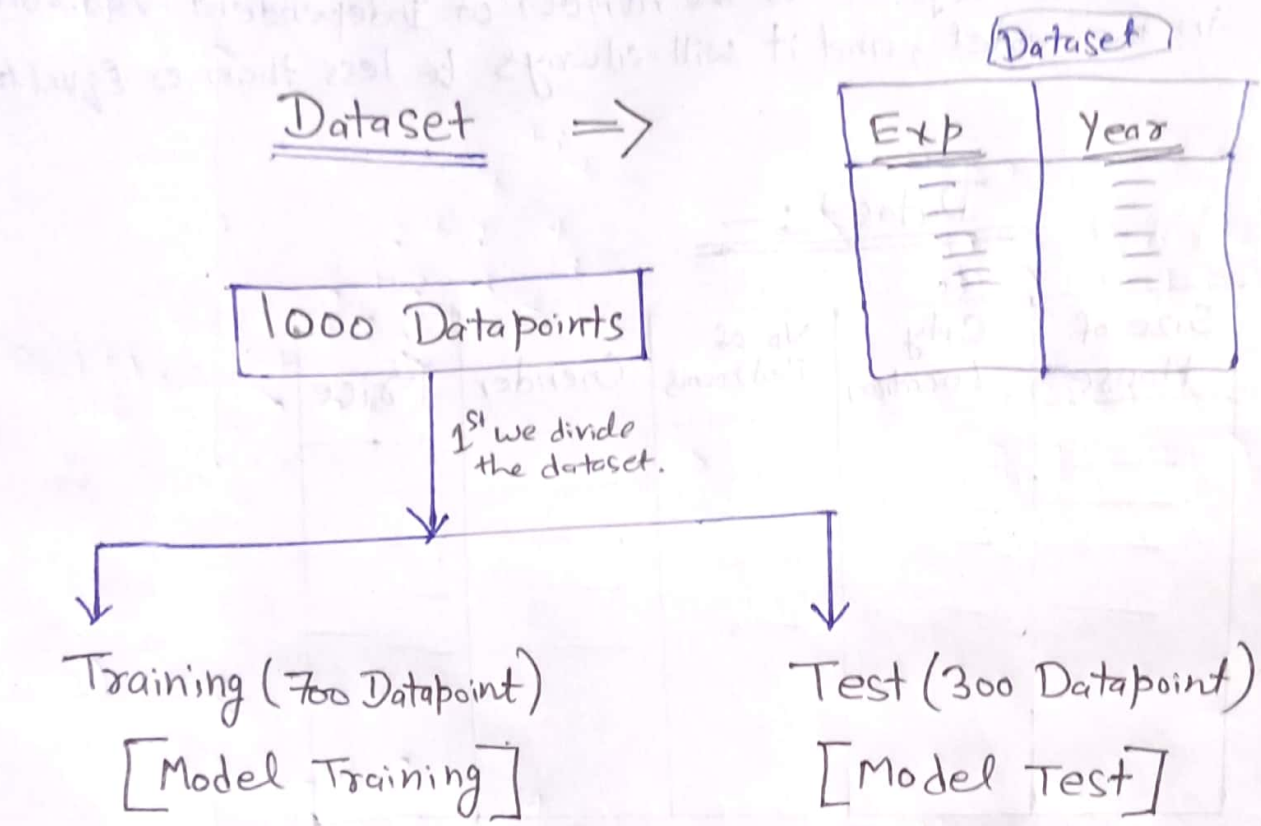 Dataset
Dataset =>
Exp Year
1000 Datapoints
1st we divide
the dataset.
Training (700 Datapoint)
Test (300 Datapoint)
[Model Training]
[Model Test]